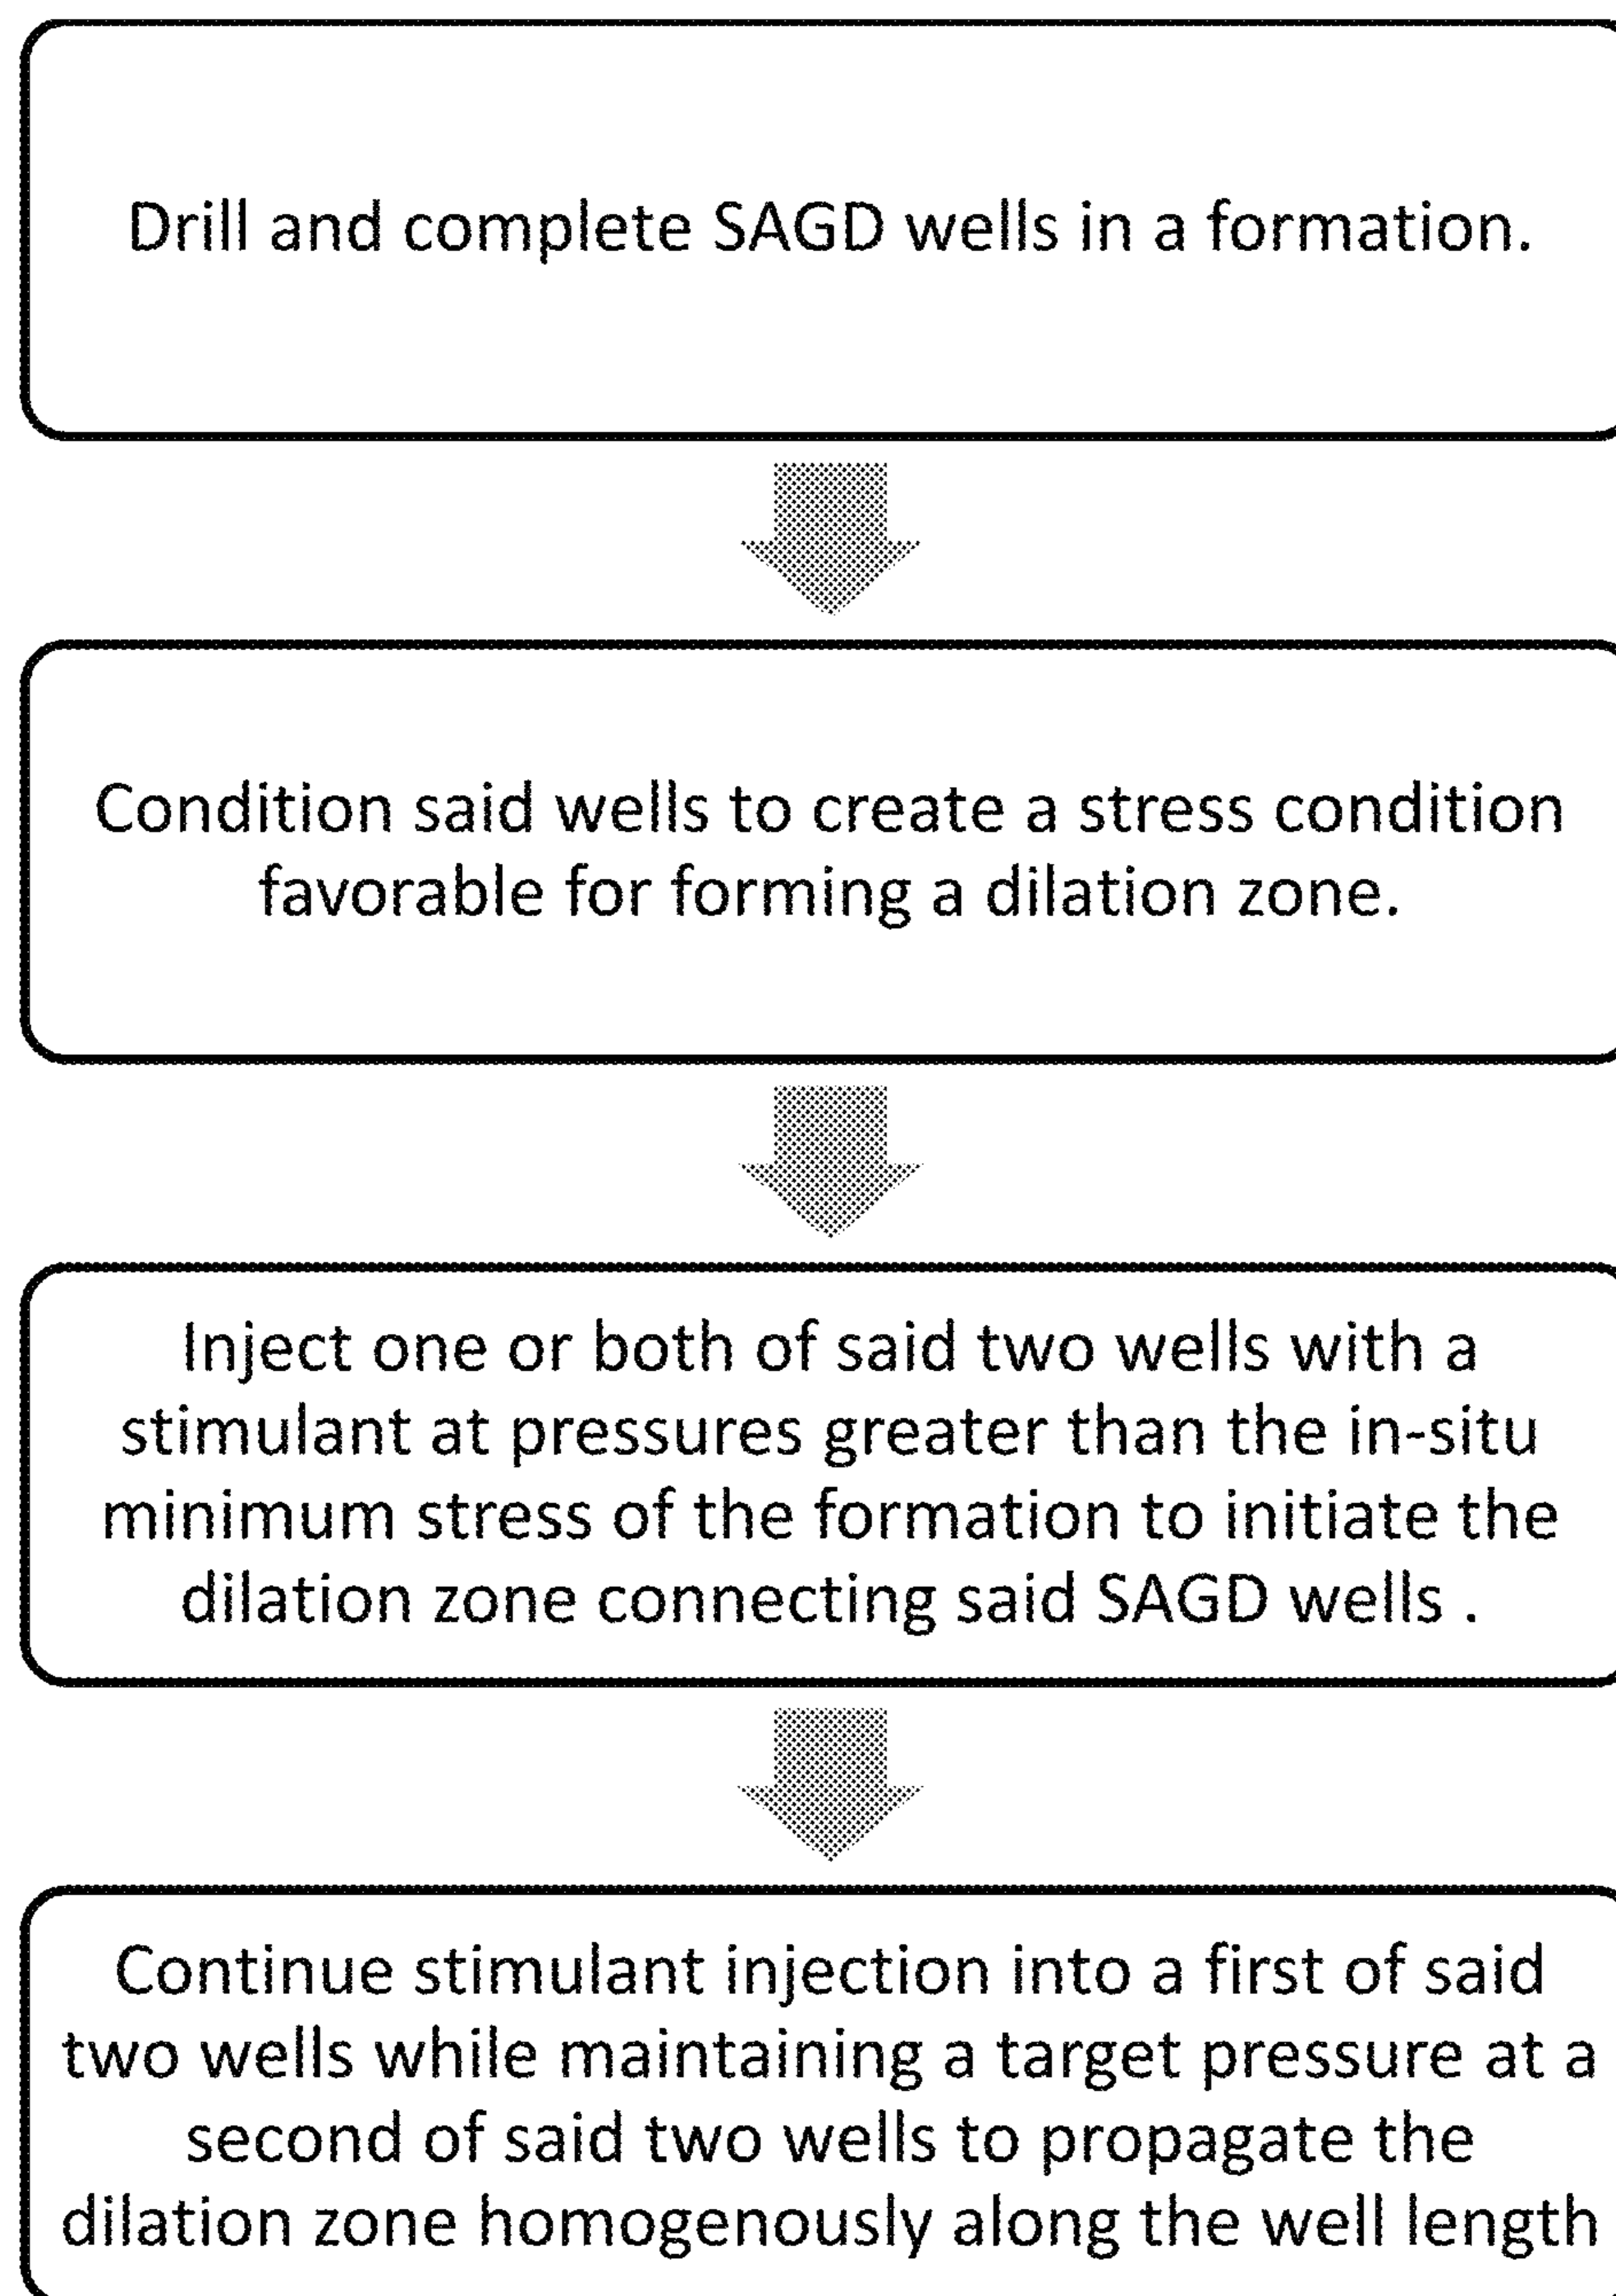 Drill and complete SAGD wells in a formation.
Condition said wells to create a stress condition
favorable for forming a dilation zone.
Inject one or both of said two wells with a
stimulant at pressures greater than the in-situ
minimum stress of the formation to initiate the
dilation zone connecting said SAGD wells .
Continue stimulant injection into a first of said
two wells while maintaining a target pressure at a
second of said two wells to propagate the
dilation zone homogenously along the well length